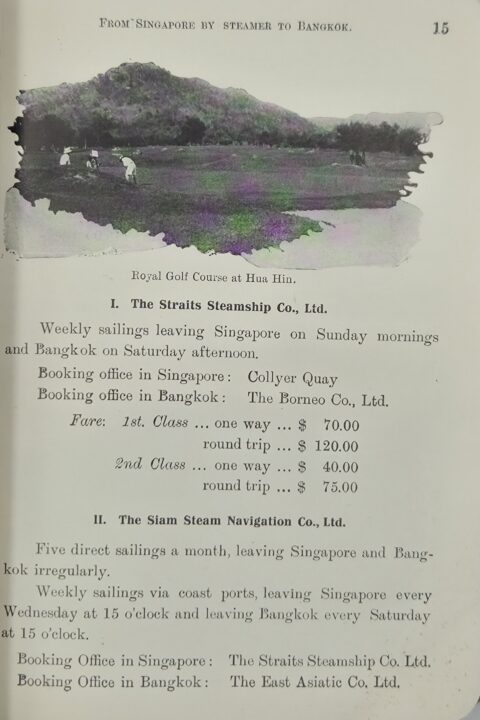 From Singapore by steamer to Bangkok. 15
Royal Golf Course at Hua Hin.
I. The Straits Steamship Co., Ltd.
Weekly sailings leaving Singapore on Sunday mornings
and Bangkok on Saturday afternoon.
Booking office in Singapore: Collyer Quay
Booking office in Bangkok: The Borneo Co., Ltd.
Fare: 1st. Class ... one way ... $ 70.00
round trip ... $ 120.00
2nd Class ... one way ... $ 40.00
round trip ... $ 75.00
II. The Siam Steam Navigation Co., Ltd.
Five direct sailings a month, leaving Singapore and Bang-
kok irregularly.
Weekly sailings via coast ports, leaving Singapore every
Wednesday at 15 o'clock and leaving Bangkok every Saturday
at 15 o'clock.
Booking Office in Singapore: The Straits Steamship Co. Ltd.
Booking Office in Bangkok: The East Asiatic Co. Ltd.